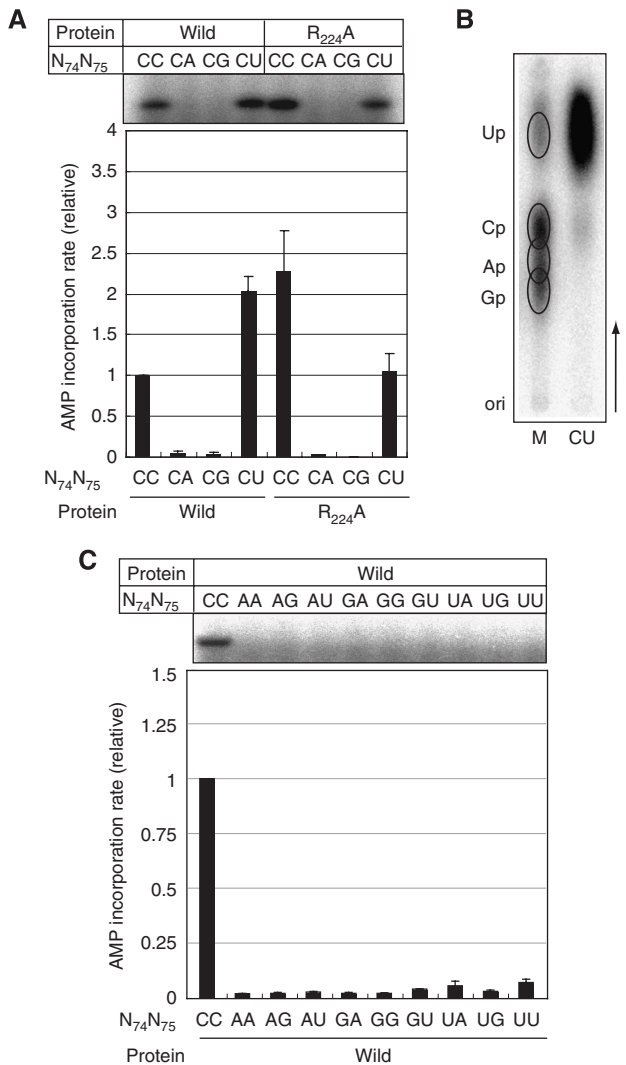 A
Protein Wild R224A
N74N75 CC CA CG CU CC CA CG CU
4
3.5
3
2.5
2
1.5
1
0.5
0
AMP incorporation rate (relative)
N74N75 CC CA CG CU CC CA CG CU
Protein Wild R224A
B
Up
Cp
Ap
Gp
ori
M CU
C
Protein Wild
N74N75 CC AA AG AU GA GG GU UA UG UU
1.5
1.25
1
0.75
0.5
0.25
0
AMP incorporation rate (relative)
N74N75 CC AA AG AU GA GG GU UA UG UU
Protein Wild